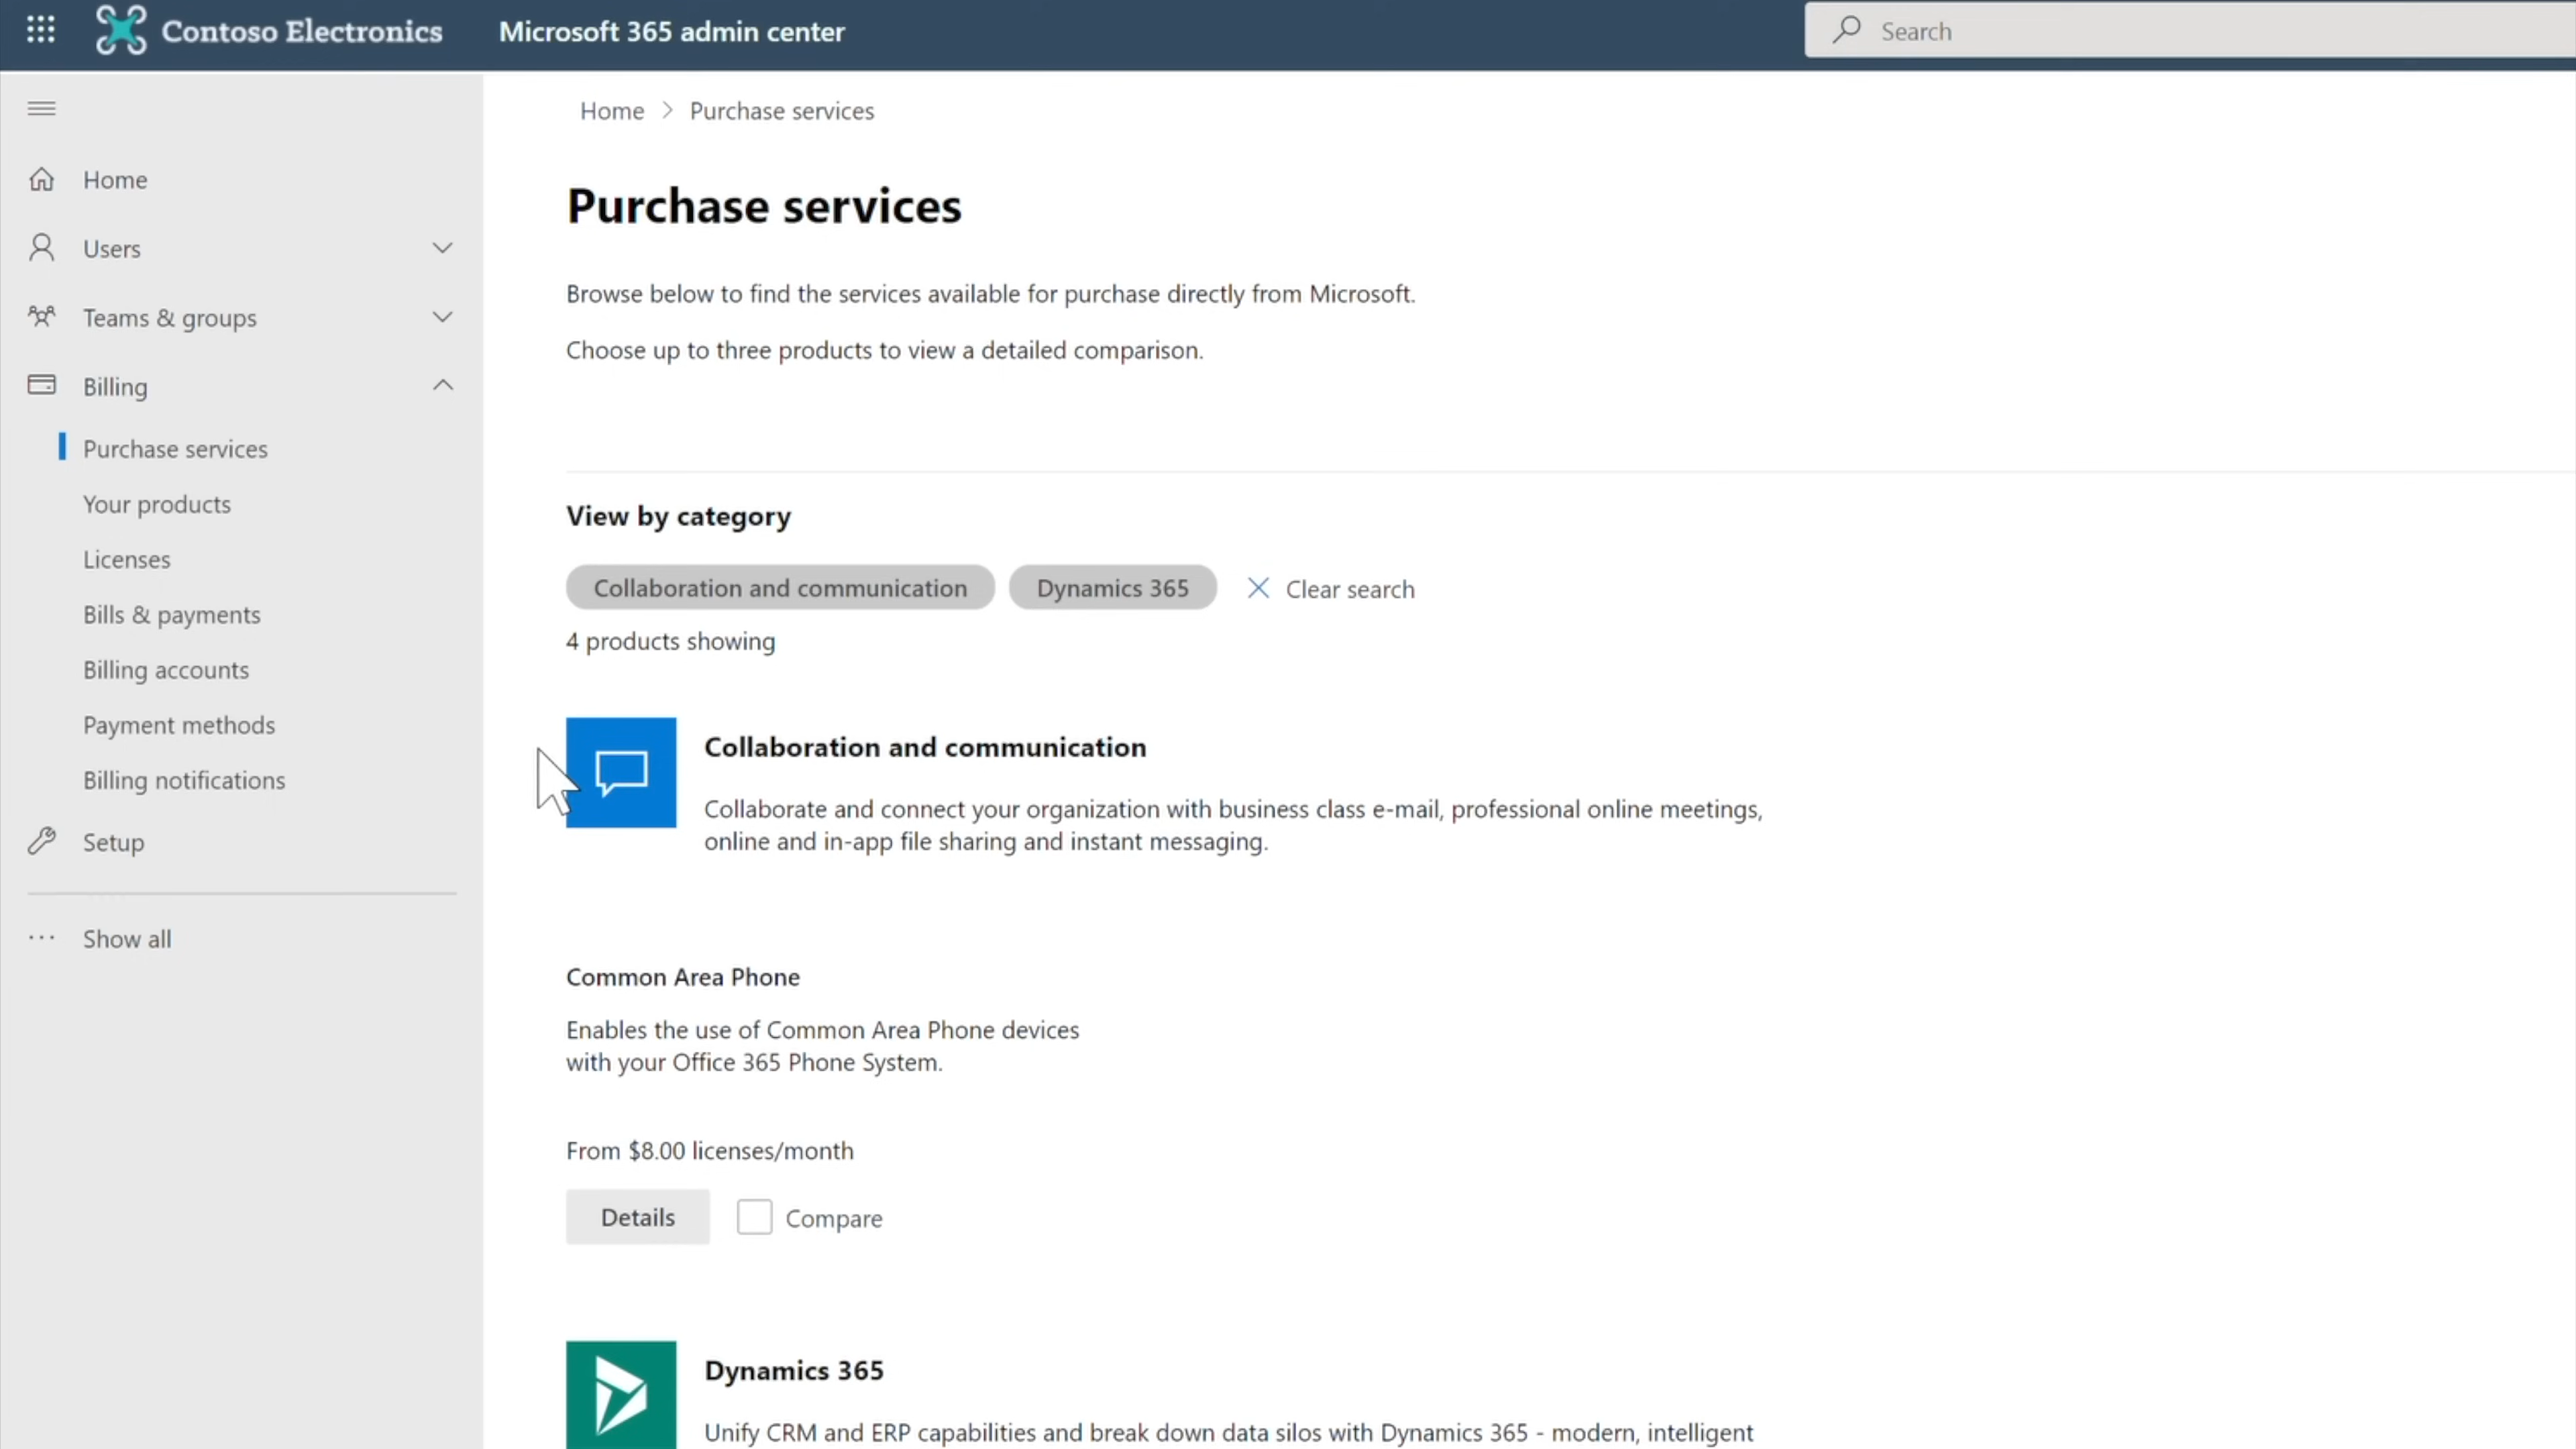 Contoso Electronics
Microsoft 365 admin center
Search
Home
Users
Teams & groups
Billing
Purchase services
Your products
Licenses
Bills & payments
Billing accounts
Payment methods
Billing notifications
Setup
Show all
Home > Purchase services
Purchase services
Browse below to find the services available for purchase directly from Microsoft.
Choose up to three products to view a detailed comparison.
View by category
Collaboration and communication
Dynamics 365
Clear search
4 products showing
Collaboration and communication
Collaborate and connect your organization with business class e-mail, professional online meetings,
online and in-app file sharing and instant messaging.
Common Area Phone
Enables the use of Common Area Phone devices
with your Office 365 Phone System.
From $8.00 licenses/month
Details
Compare
Dynamics 365
Unify CRM and ERP capabilities and break down data silos with Dynamics 365 - modern, intelligent